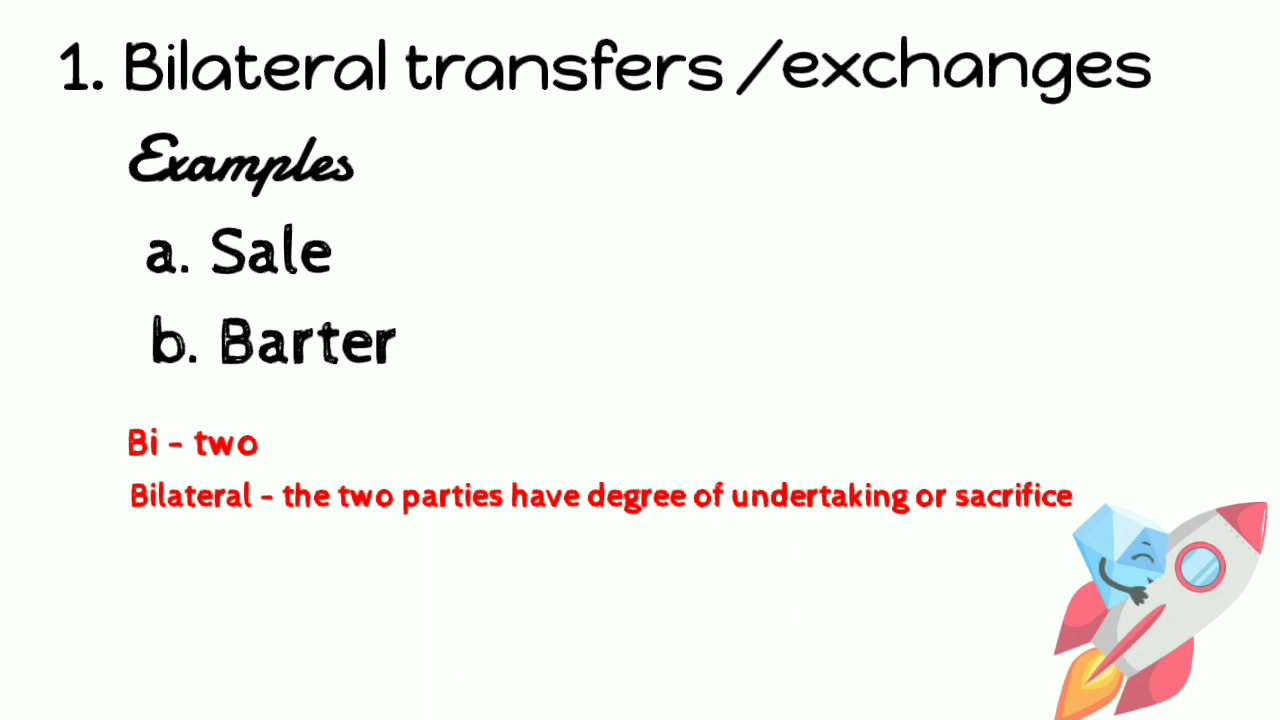 1. Bilateral transfers /exchanges
Examples
a. Sale
b. Barter
Bi - two
Bilateral - the two parties have degree of undertaking or sacrifice